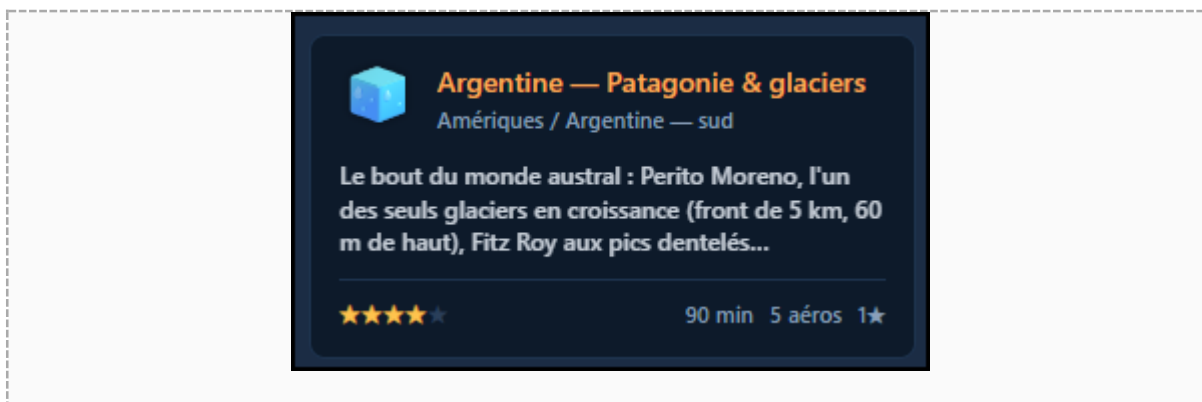 Argentine — Patagonie & glaciers
Amériques / Argentine — sud
Le bout du monde austral : Perito Moreno, l'un
des seuls glaciers en croissance (front de 5 km, 60
m de haut), Fitz Roy aux pics dentelés...
★★★★★ 90 min 5 aéros 1★